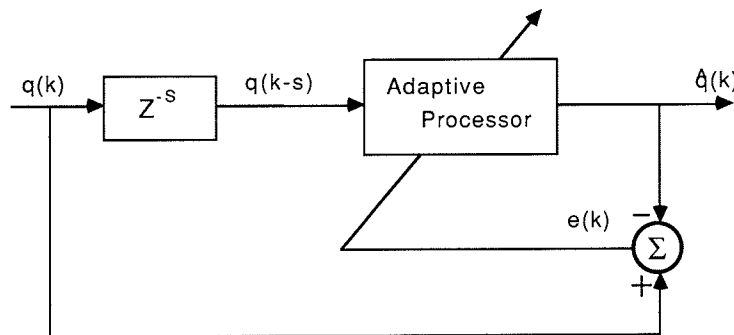 q(k)
Z^-S
q(k-s)
Adaptive
Processor
q̂(k)
−
e(k)
Σ
+